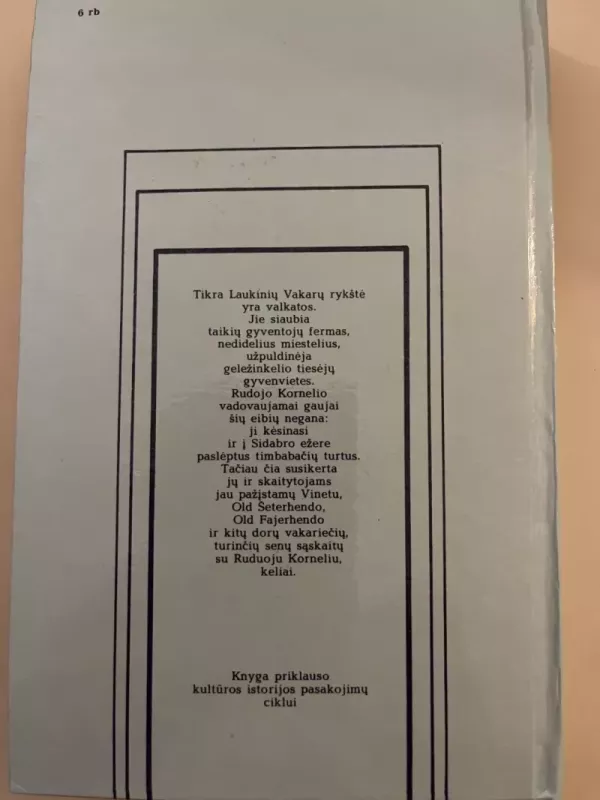 6 rb
Tikra Laukinių Vakarų rykštė
yra valkatos.
Jie siaubia
taikių gyventojų fermas,
nedidelius miestelius,
užpuldinėja
geležinkelio tiesėjų
gyvenvietes.
Rudojo Kornelio
vadovaujamai gaujai
šių eibių negana:
ji kėsinasi
ir į Sidabro ežere
paslėptus timbabačių turtus.
Tačiau čia susikerta
jų ir skaitytojams
jau pažįstamų Vinetu,
Old Šeterhendo,
Old Fajerhendo
ir kitų dorų vakariečių,
turinčių senų sąskaitų
su Ruduoju Korneliu,
keliai.
Knyga priklauso
kultūros istorijos pasakojimų
ciklui